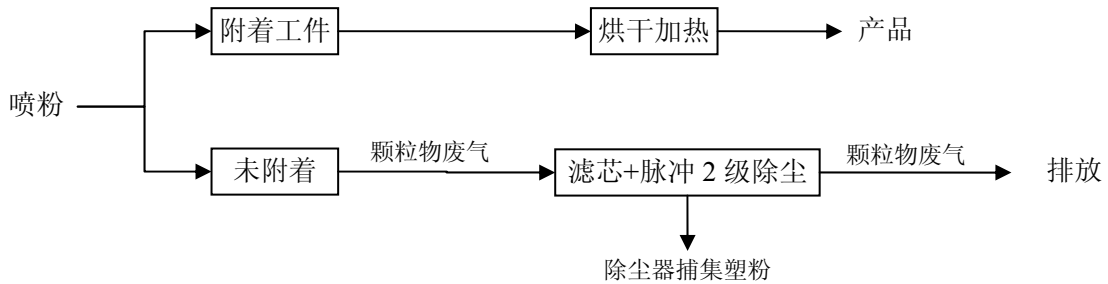 附着工件
烘干加热
产品
喷粉
未附着
颗粒物废气
滤芯+脉冲 2 级除尘
颗粒物废气
排放
除尘器捕集塑粉